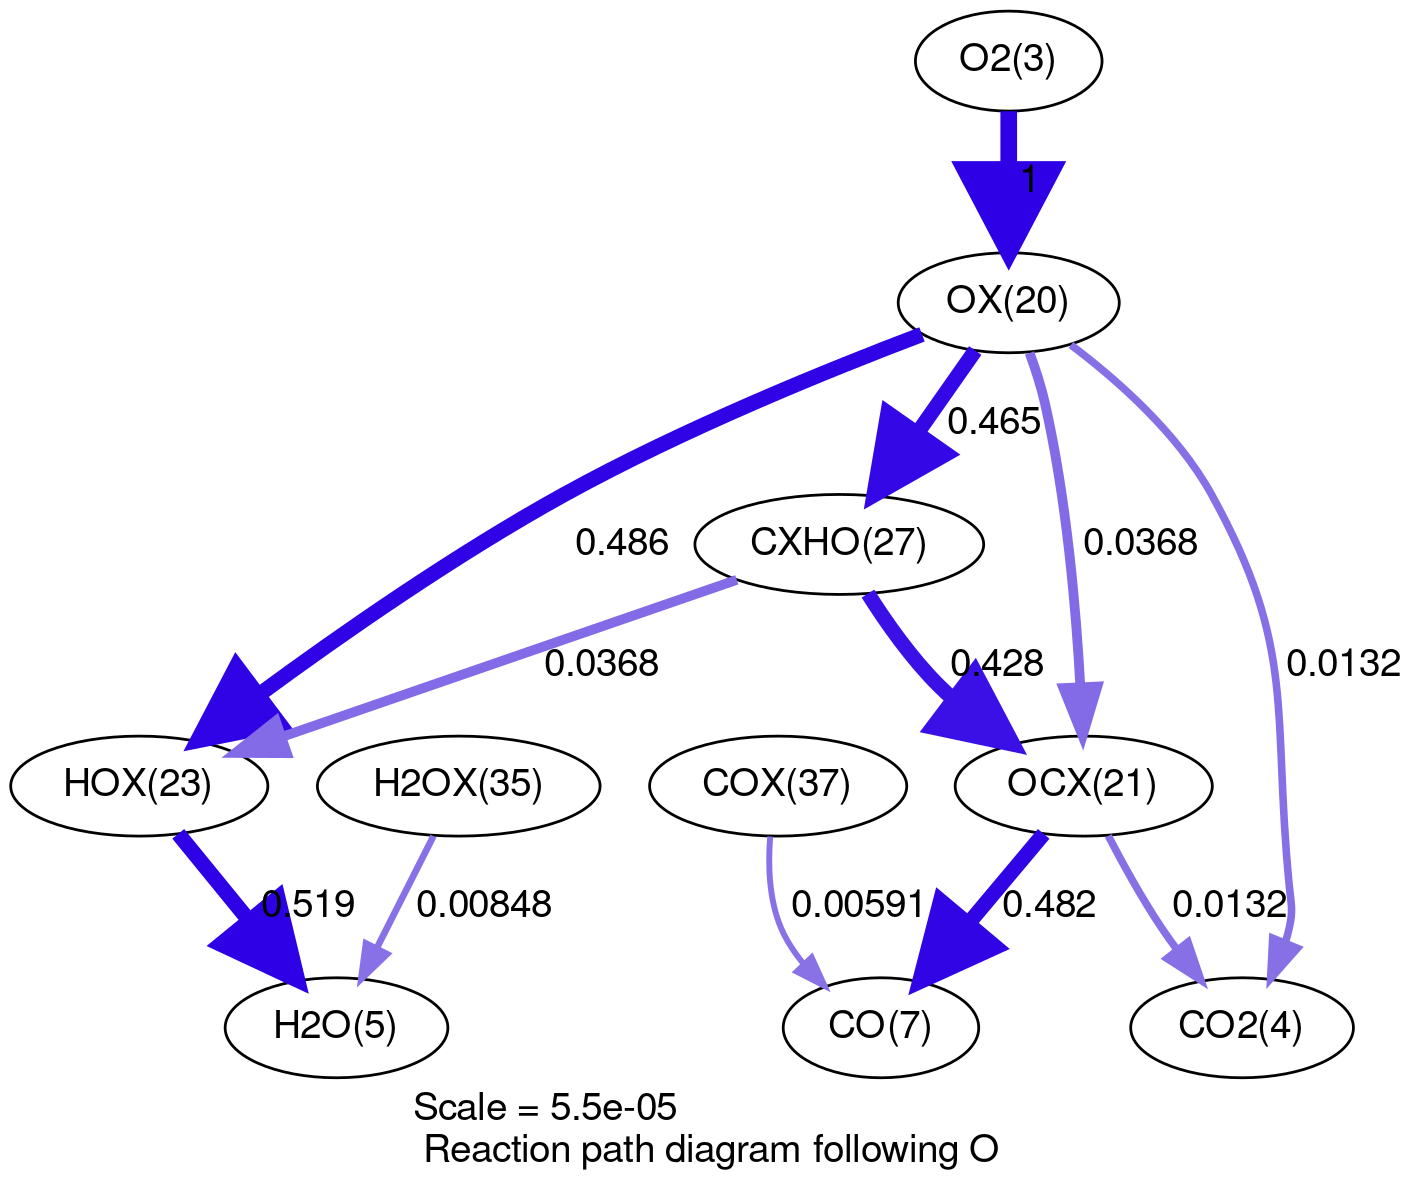 O2(3)
1
OX(20)
0.465
0.486
CXHO(27)
0.0368
0.0368
0.428
0.0132
HOX(23)
H2OX(35)
COX(37)
OCX(21)
0.519
0.00848
0.00591
0.482
0.0132
H2O(5)
CO(7)
CO2(4)
Scale = 5.5e-05
Reaction path diagram following O